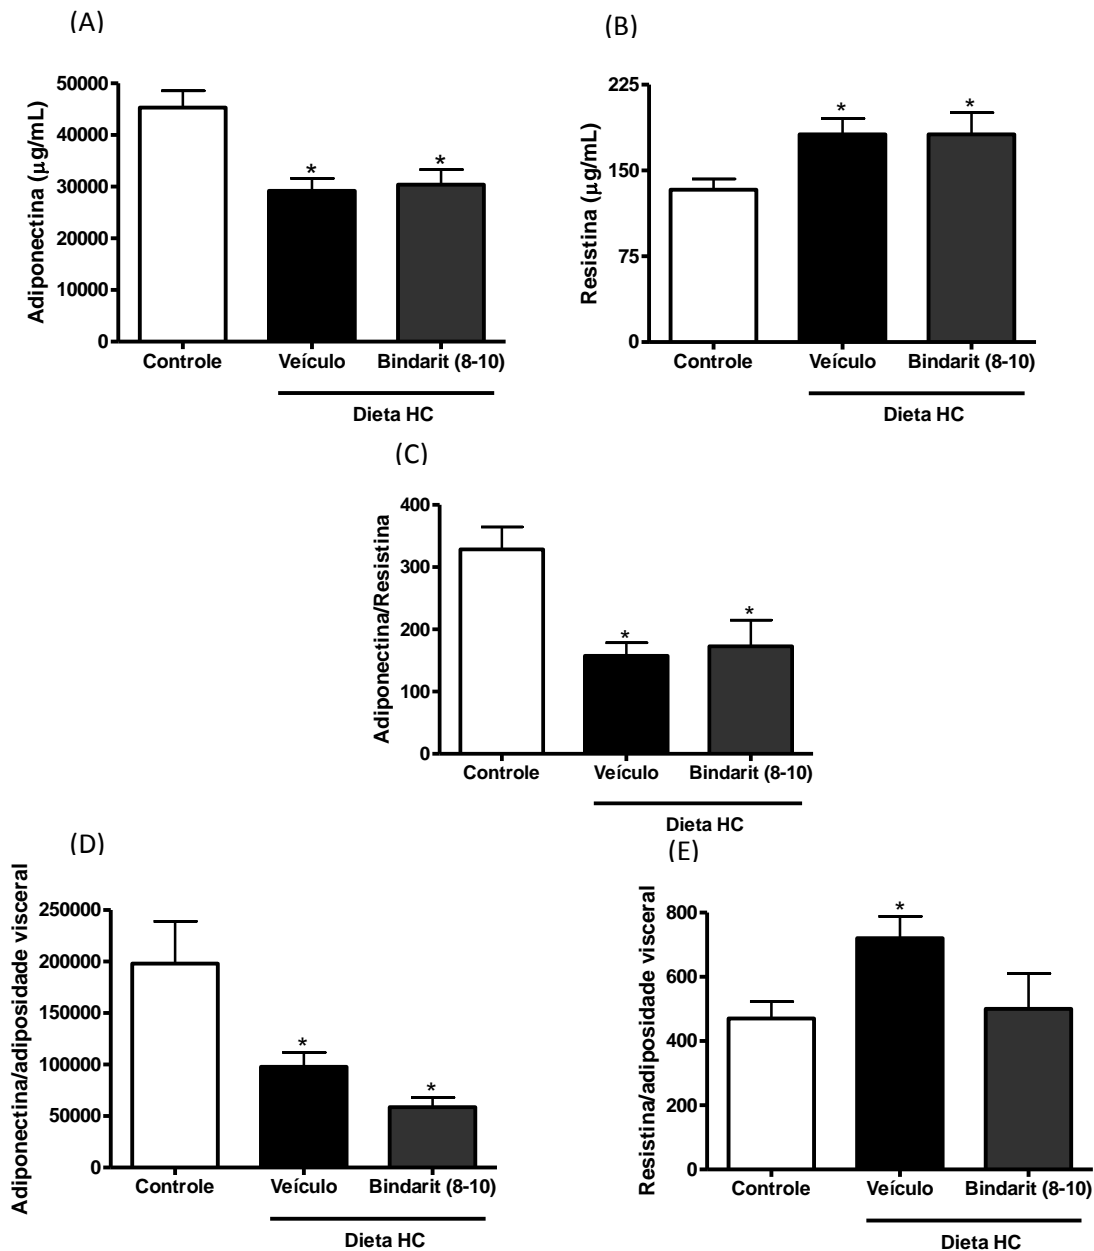 (A)
Adiponectina (µg/mL)
50000
40000
30000
20000
10000
0
*
*
Controle
Veículo
Bindarit (8-10)
Dieta HC
(B)
Resistina (µg/mL)
225
150
75
0
*
*
Controle
Veículo
Bindarit (8-10)
Dieta HC
(C)
Adiponectina/Resistina
400
300
200
100
0
*
*
Controle
Veículo
Bindarit (8-10)
Dieta HC
(D)
Adiponectina/adiposidade visceral
250000
200000
150000
100000
50000
0
*
*
Controle
Veículo
Bindarit (8-10)
Dieta HC
(E)
Resistina/adiposidade visceral
800
600
400
200
0
*
Controle
Veículo
Bindarit (8-10)
Dieta HC